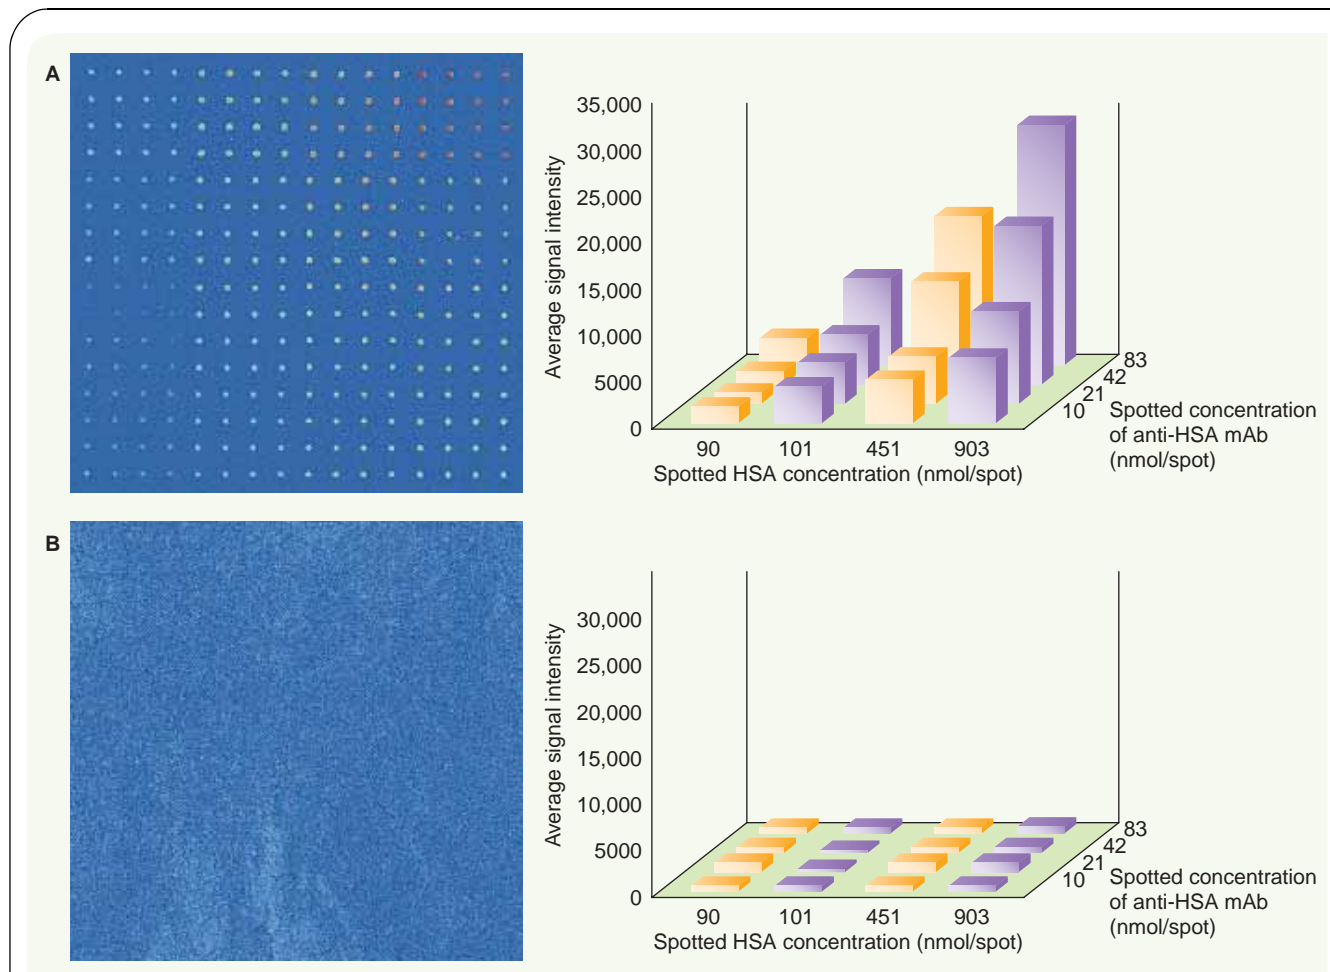 A
Average signal intensity
35,000
30,000
25,000
20,000
15,000
10,000
5000
0
90 101 451 903
Spotted HSA concentration (nmol/spot)
83
42
21
10
Spotted concentration
of anti-HSA mAb
(nmol/spot)
B
Average signal intensity
30,000
25,000
20,000
15,000
10,000
5000
0
90 101 451 903
Spotted HSA concentration (nmol/spot)
83
42
21
10
Spotted concentration
of anti-HSA mAb
(nmol/spot)